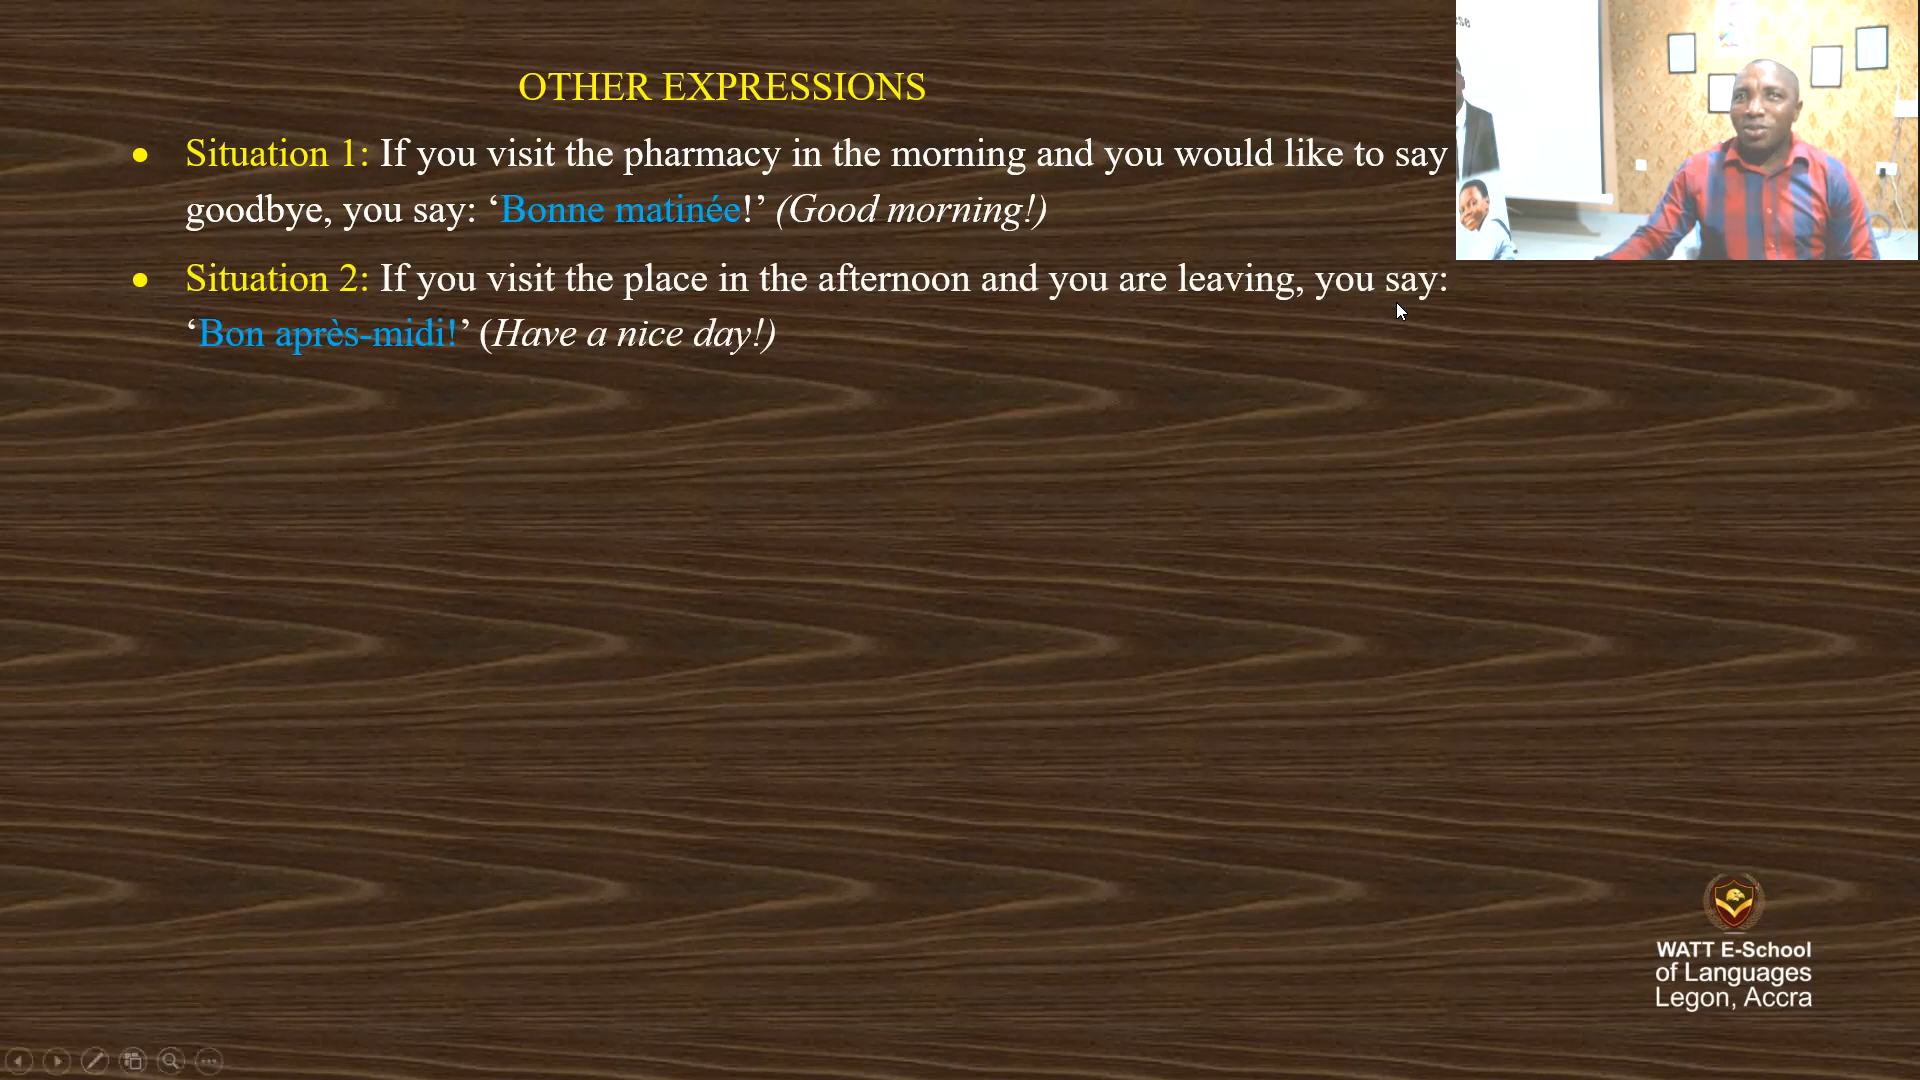 OTHER EXPRESSIONS
• Situation 1: If you visit the pharmacy in the morning and you would like to say
goodbye, you say: ‘Bonne matinée!’ (Good morning!)
• Situation 2: If you visit the place in the afternoon and you are leaving, you say:
‘Bon après-midi!’ (Have a nice day!)
WATT E-School
of Languages
Legon, Accra